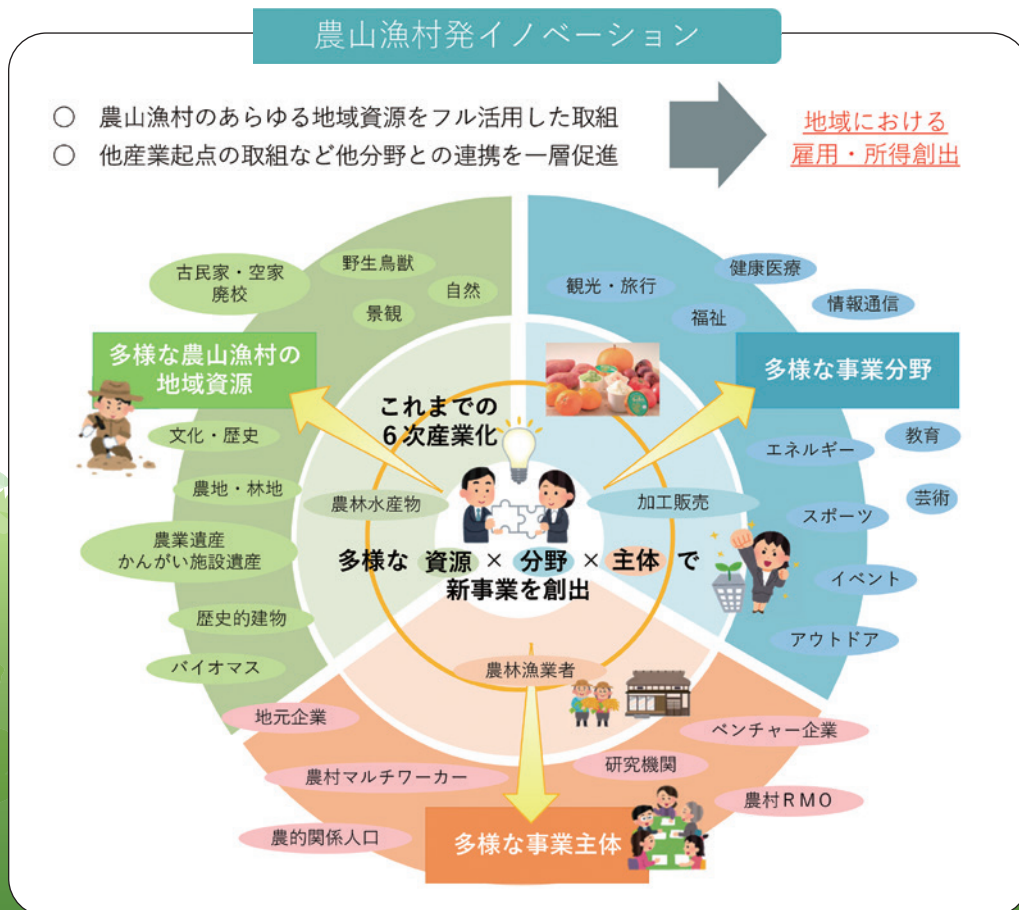 農山漁村発イノベーション
○ 農山漁村のあらゆる地域資源をフル活用した取組
○ 他産業起点の取組など他分野との連携を一層促進
地域における
雇用・所得創出
古民家・空家
廃校
野生鳥獣
自然
景観
多様な農山漁村の
地域資源
文化・歴史
農地・林地
農業遺産
かんがい施設遺産
歴史的建物
バイオマス
観光・旅行
健康医療
福祉
情報通信
多様な事業分野
エネルギー
教育
芸術
スポーツ
イベント
アウトドア
これまでの
6次産業化
農林水産物
加工販売
多様な 資源 × 分野 × 主体 で
新事業を創出
農林漁業者
地元企業
ベンチャー企業
研究機関
農村マルチワーカー
農村RMO
農的関係人口
多様な事業主体